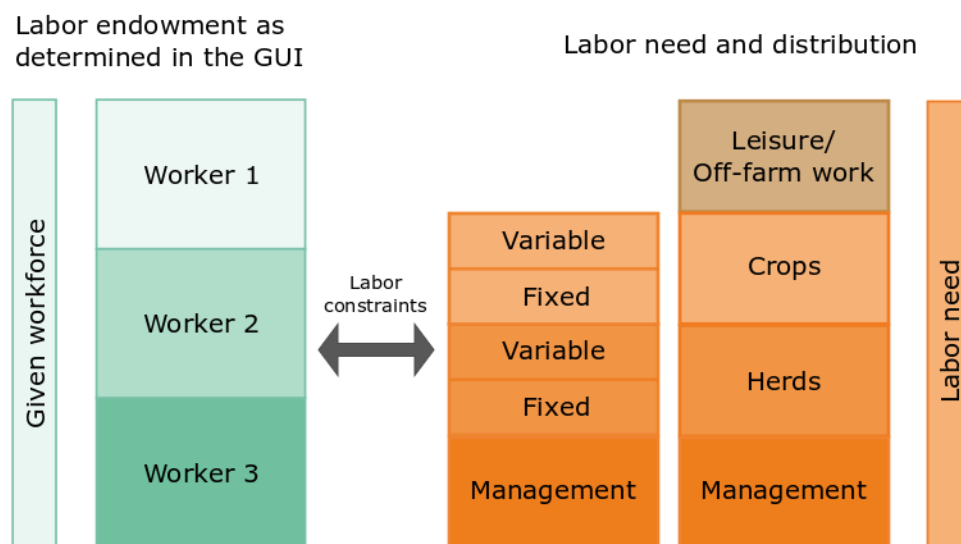 Labor endowment as
determined in the GUI
Labor need and distribution
Given workforce
Worker 1
Worker 2
Worker 3
Labor
constraints
Variable
Fixed
Variable
Fixed
Management
Leisure/
Off-farm work
Crops
Herds
Management
Labor need